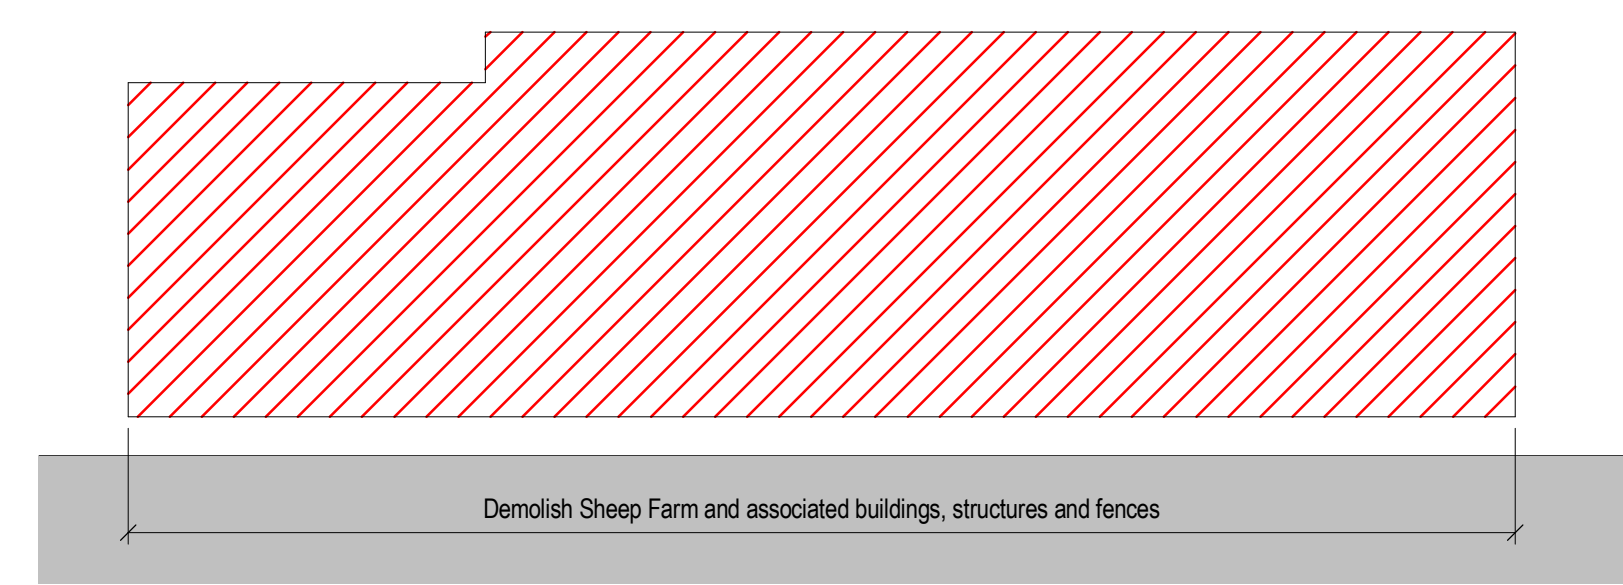 Demolish Sheep Farm and associated buildings, structures and fences